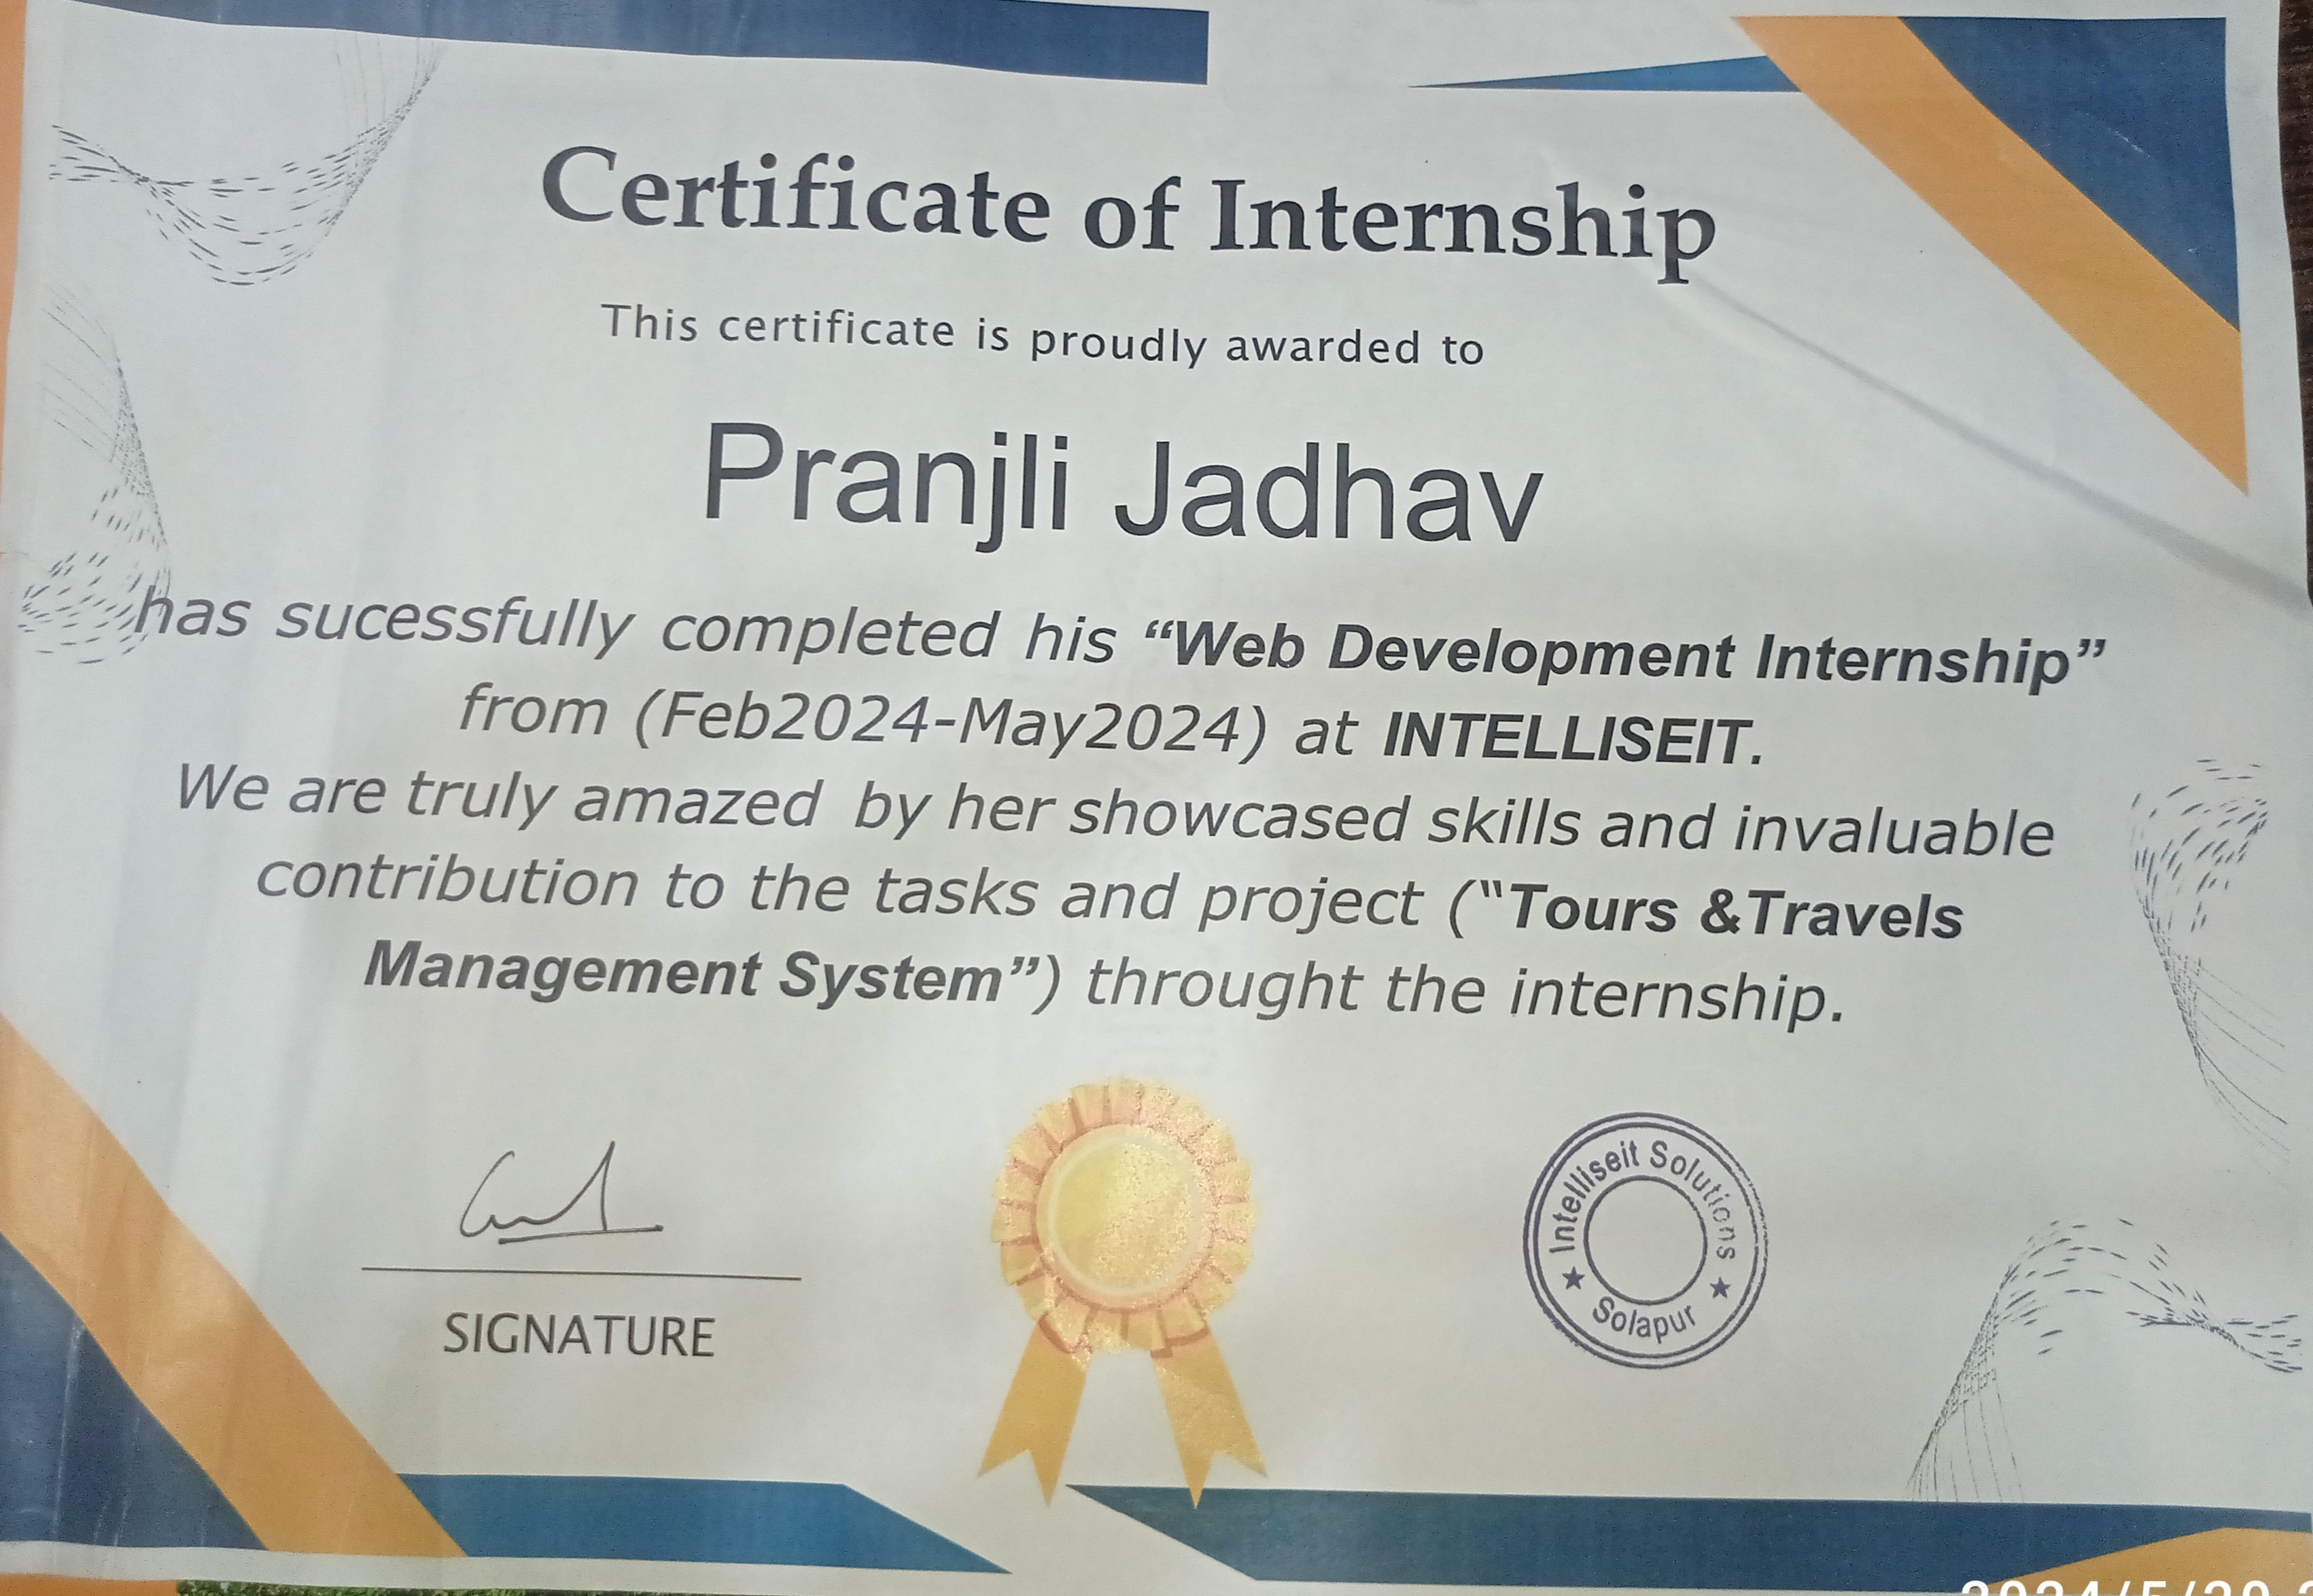 Certificate of Internship
This certificate is proudly awarded to
Pranjli Jadhav
has sucessfully completed his “Web Development Internship”
from (Feb2024-May2024) at INTELLISEIT.
We are truly amazed by her showcased skills and invaluable
contribution to the tasks and project (“Tours &Travels
Management System”) throught the internship.
SIGNATURE
Intelliseit Solutions
★ Solapur ★